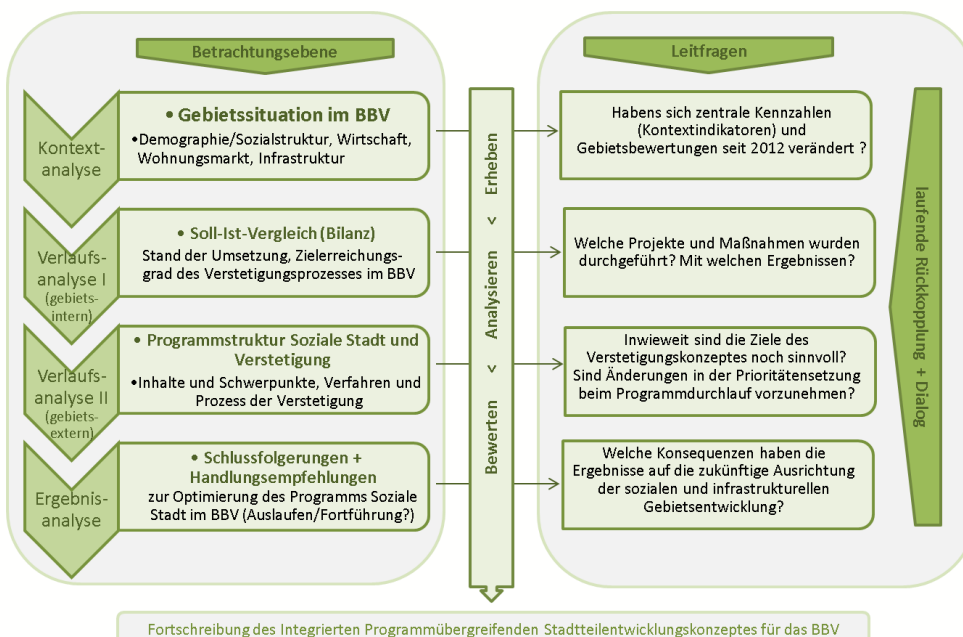 Betrachtungsebene
Kontext-
analyse
• Gebietssituation im BBV
•Demographie/Sozialstruktur, Wirtschaft,
Wohnungsmarkt, Infrastruktur
Verlaufs-
analyse I
(gebiets-
intern)
• Soll-Ist-Vergleich (Bilanz)
Stand der Umsetzung, Zielerreichungs-
grad des Verstetigungsprozesses im BBV
Verlaufs-
analyse II
(gebiets-
extern)
• Programmstruktur Soziale Stadt und
Verstetigung
•Inhalte und Schwerpunkte, Verfahren und
Prozess der Verstetigung
Ergebnis-
analyse
• Schlussfolgerungen +
Handlungsempfehlungen
zur Optimierung des Programms Soziale
Stadt im BBV (Auslaufen/Fortführung?)
Bewerten < Analysieren < Erheben
Leitfragen
Habens sich zentrale Kennzahlen
(Kontextindikatoren) und
Gebietsbewertungen seit 2012 verändert ?
Welche Projekte und Maßnahmen wurden
durchgeführt? Mit welchen Ergebnissen?
Inwieweit sind die Ziele des
Verstetigungskonzeptes noch sinnvoll?
Sind Änderungen in der Prioritätensetzung
beim Programmdurchlauf vorzunehmen?
Welche Konsequenzen haben die
Ergebnisse auf die zukünftige Ausrichtung
der sozialen und infrastrukturellen
Gebietsentwicklung?
laufende Rückkopplung + Dialog
Fortschreibung des Integrierten Programmübergreifenden Stadtteilentwicklungskonzeptes für das BBV